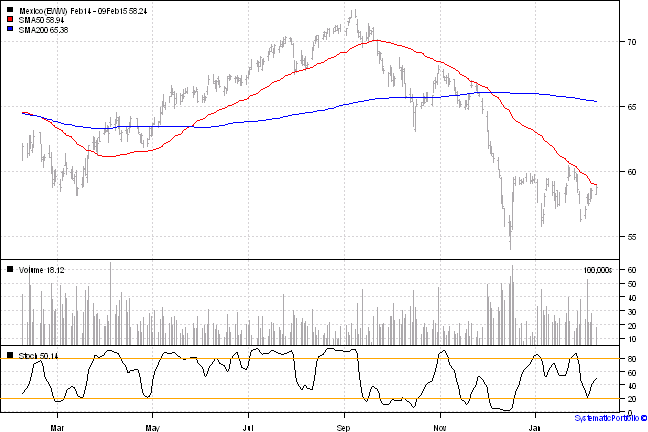 Mexico(EWW) Feb14 - 09Feb15 58.24
SMA50 58.94
SMA200 65.38
70
65
60
55
Volume 18.12
100,000s
60
50
40
30
20
10
Stoch 50.14
80
60
40
20
0
Mar May Jul Sep Nov Jan
SystematicPortfolio ©